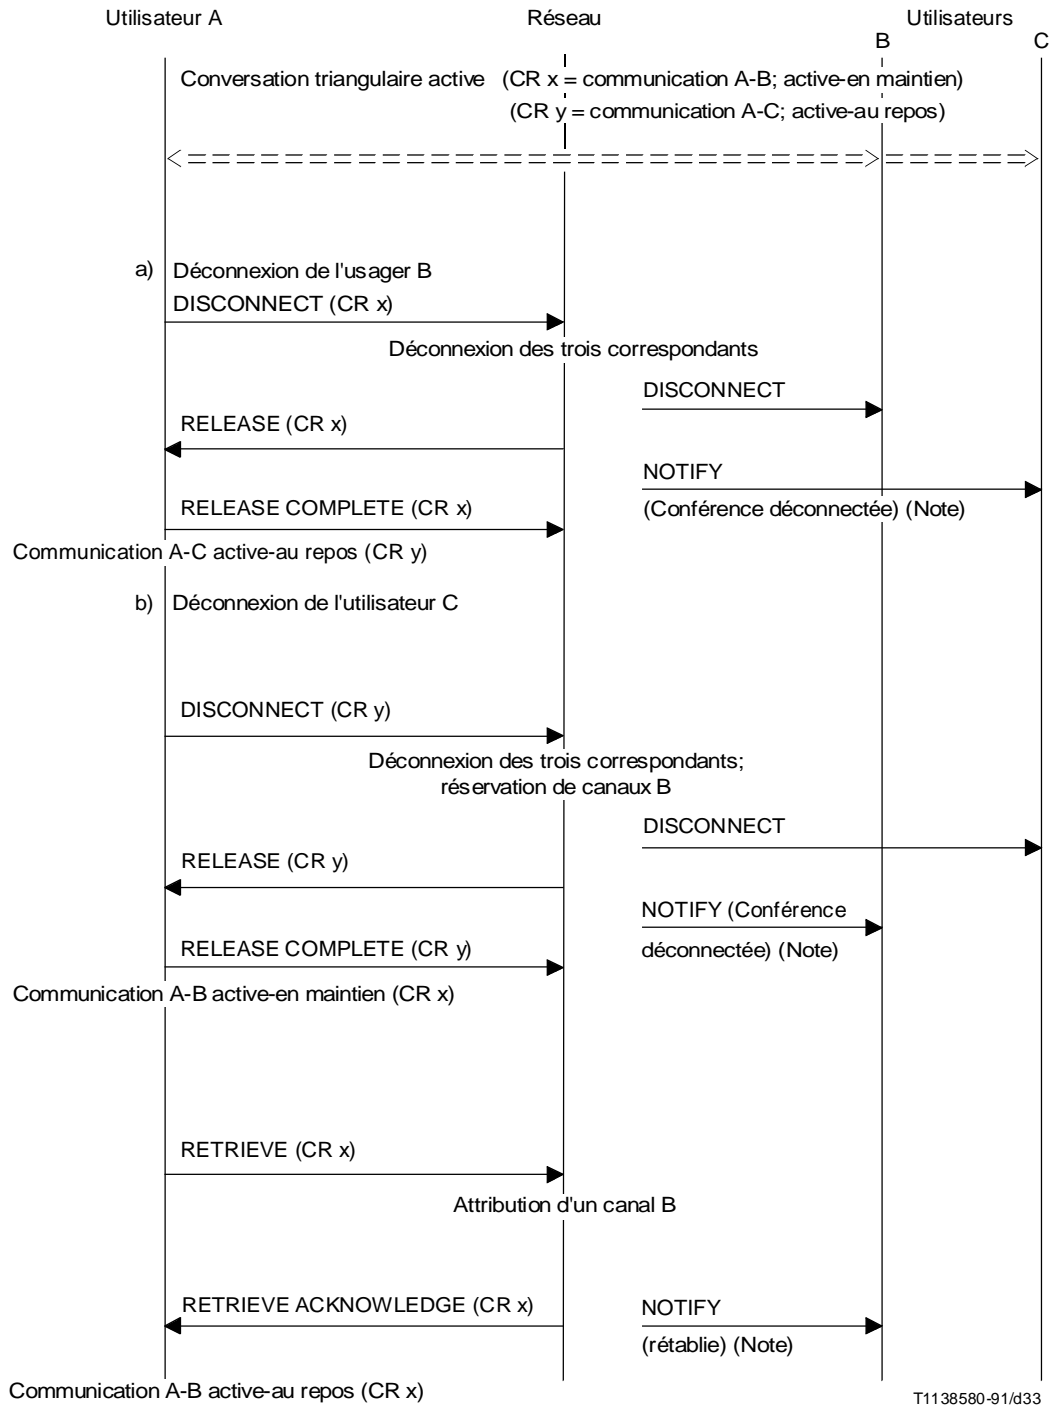 Utilisateur A Réseau Utilisateurs
B C
Conversation triangulaire active (CR x = communication A-B; active-en maintien)
(CR y = communication A-C; active-au repos)
a) Déconnexion de l'usager B
DISCONNECT (CR x)
Déconnexion des trois correspondants
DISCONNECT
RELEASE (CR x)
NOTIFY
RELEASE COMPLETE (CR x)
(Conférence déconnectée) (Note)
Communication A-C active-au repos (CR y)
b) Déconnexion de l'utilisateur C
DISCONNECT (CR y)
Déconnexion des trois correspondants;
réservation de canaux B
DISCONNECT
RELEASE (CR y)
NOTIFY (Conférence
RELEASE COMPLETE (CR y)
déconnectée) (Note)
Communication A-B active-en maintien (CR x)
RETRIEVE (CR x)
Attribution d'un canal B
RETRIEVE ACKNOWLEDGE (CR x)
NOTIFY
(rétablie) (Note)
Communication A-B active-au repos (CR x)
T1138580-91/d33